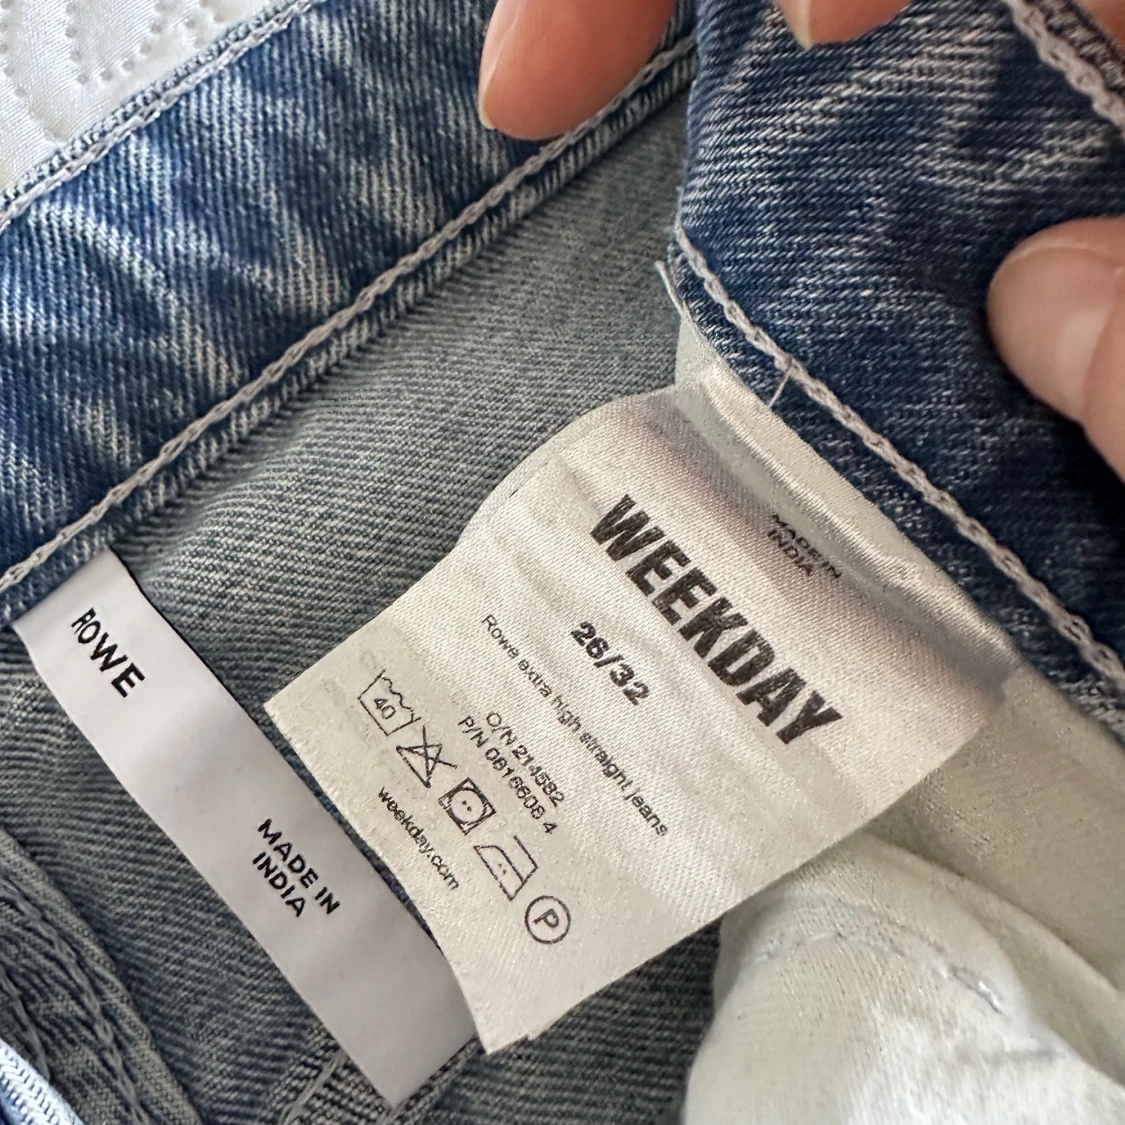 ROWE
MADE IN
INDIA
MADE IN
INDIA
WEEKDAY
26/32
Rowe extra high straight jeans
O/N 214582
P/N 0816608 4
40
P
weekday.com